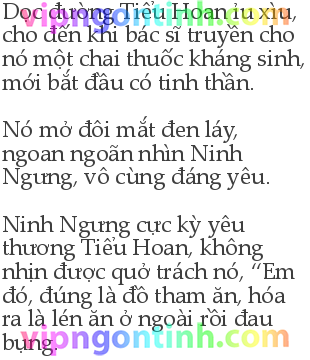 Dọc đường Tiểu Hoan ỉu xìu,
cho đến khi bác sĩ truyền cho
nó một chai thuốc kháng sinh,
mới bắt đầu có tinh thần.
Nó mở đôi mắt đen láy,
ngoan ngoãn nhìn Ninh
Ngưng, vô cùng đáng yêu.
Ninh Ngưng cực kỳ yêu
thương Tiểu Hoan, không
nhịn được quở trách nó, “Em
đó, đúng là đồ tham ăn, hóa
ra là lén ăn ở ngoài rồi đau
bụng.
vipngontinh.com
vipngontinh.com
vipngontinh.com